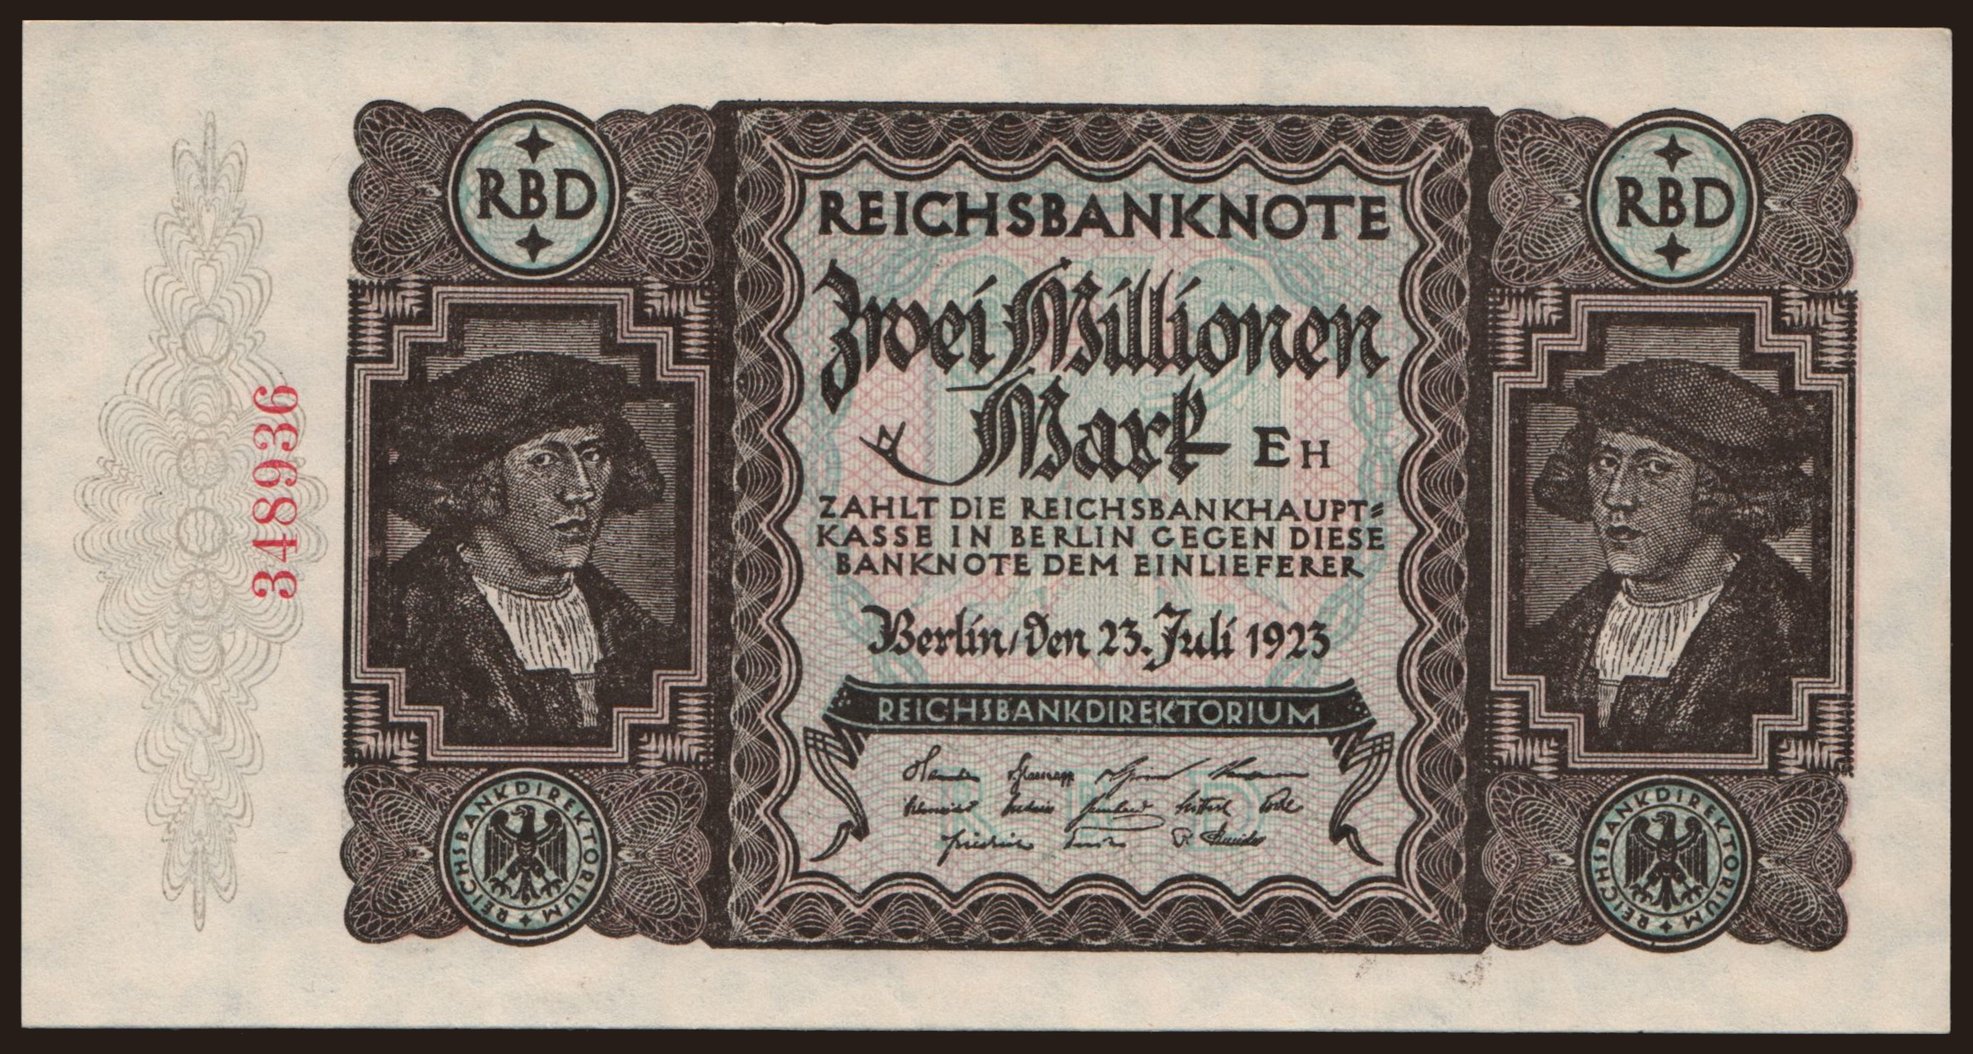 RBD
RBD
REICHSBANKNOTE
Zwei Millionen
Mark EH
ZAHLT DIE REICHSBANKHAUPT=
KASSE IN BERLIN GEGEN DIESE
BANKNOTE DEM EINLIEFERER
Berlin, den 23. Juli 1923
REICHSBANKDIREKTORIUM
348936
REICHSBANKDIREKTORIUM
REICHSBANKDIREKTORIUM